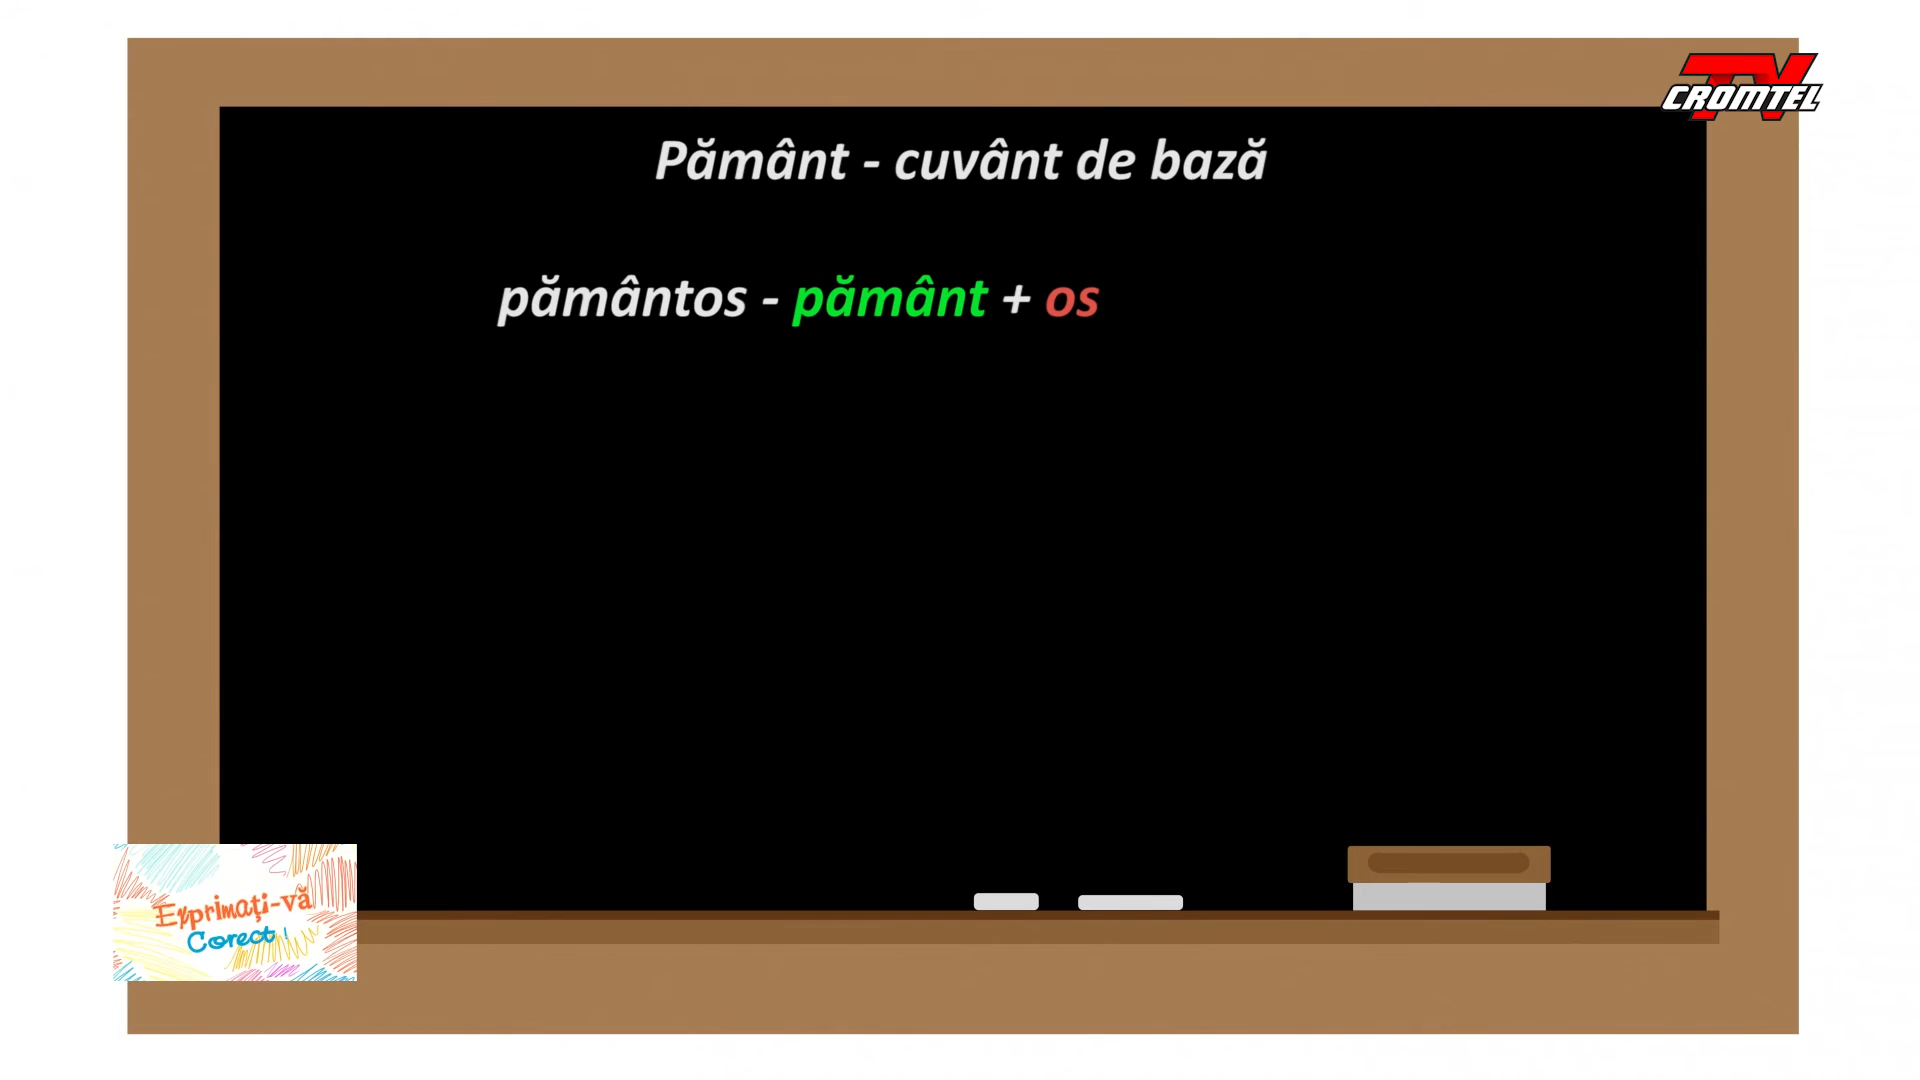 TV
CROMTEL
Pământ - cuvânt de bază
pământos - pământ + os
Exprimați-vă
Corect !